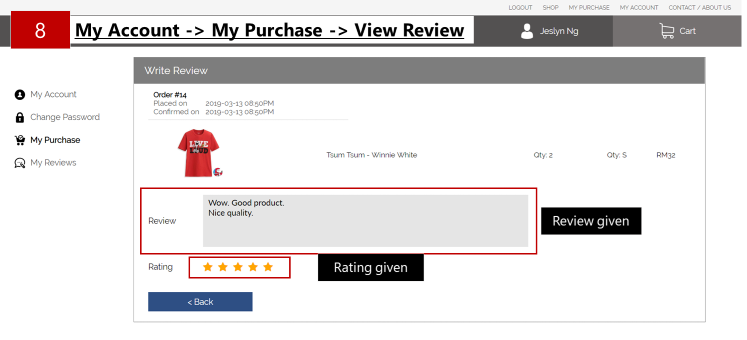 LOGOUT SHOP MY PURCHASE MY ACCOUNT CONTACT / ABOUT US
8 My Account -> My Purchase -> View Review
Jeslyn Ng Cart
Write Review
My Account
Change Password
My Purchase
My Reviews
Order #14
Placed on 2019-03-13 08:50PM
Confirmed on 2019-03-13 08:50PM
Tsum Tsum - Winnie White Qty: 2 Qty: S RM32
Review
Wow. Good product.
Nice quality.
Review given
Rating
Rating given
< Back